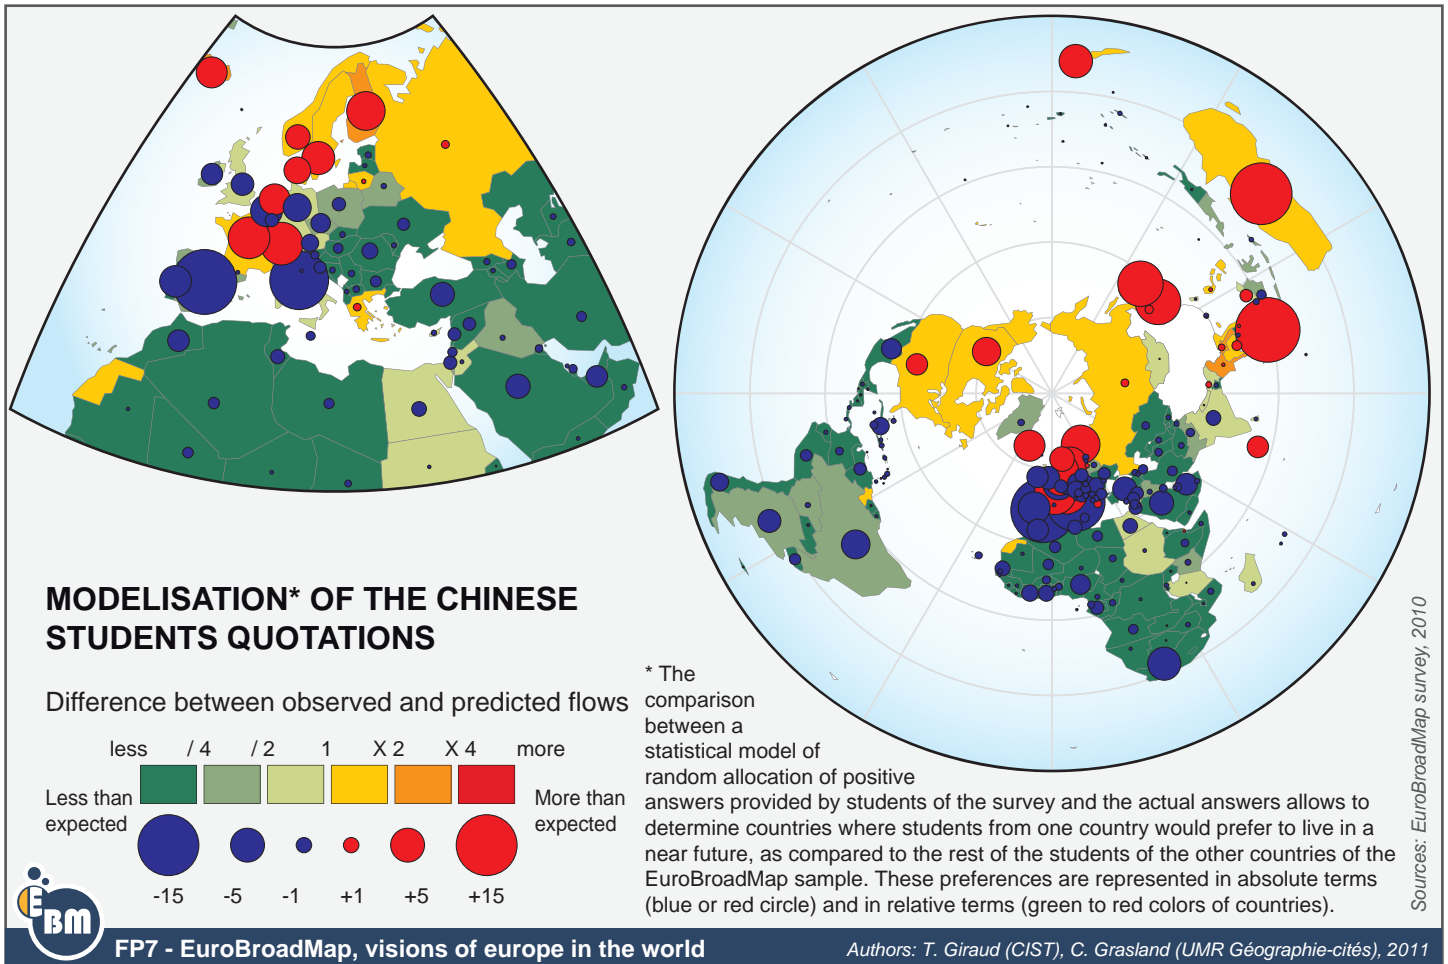 MODELISATION* OF THE CHINESE
STUDENTS QUOTATIONS
Difference between observed and predicted flows
less / 4 / 2 1 X 2 X 4 more
Less than
expected
More than
expected
-15 -5 -1 +1 +5 +15
* The
comparison
between a
statistical model of
random allocation of positive
answers provided by students of the survey and the actual answers allows to
determine countries where students from one country would prefer to live in a
near future, as compared to the rest of the students of the other countries of the
EuroBroadMap sample. These preferences are represented in absolute terms
(blue or red circle) and in relative terms (green to red colors of countries).
Sources: EuroBroadMap survey, 2010
EBM
FP7 - EuroBroadMap, visions of europe in the world
Authors: T. Giraud (CIST), C. Grasland (UMR Géographie-cités), 2011